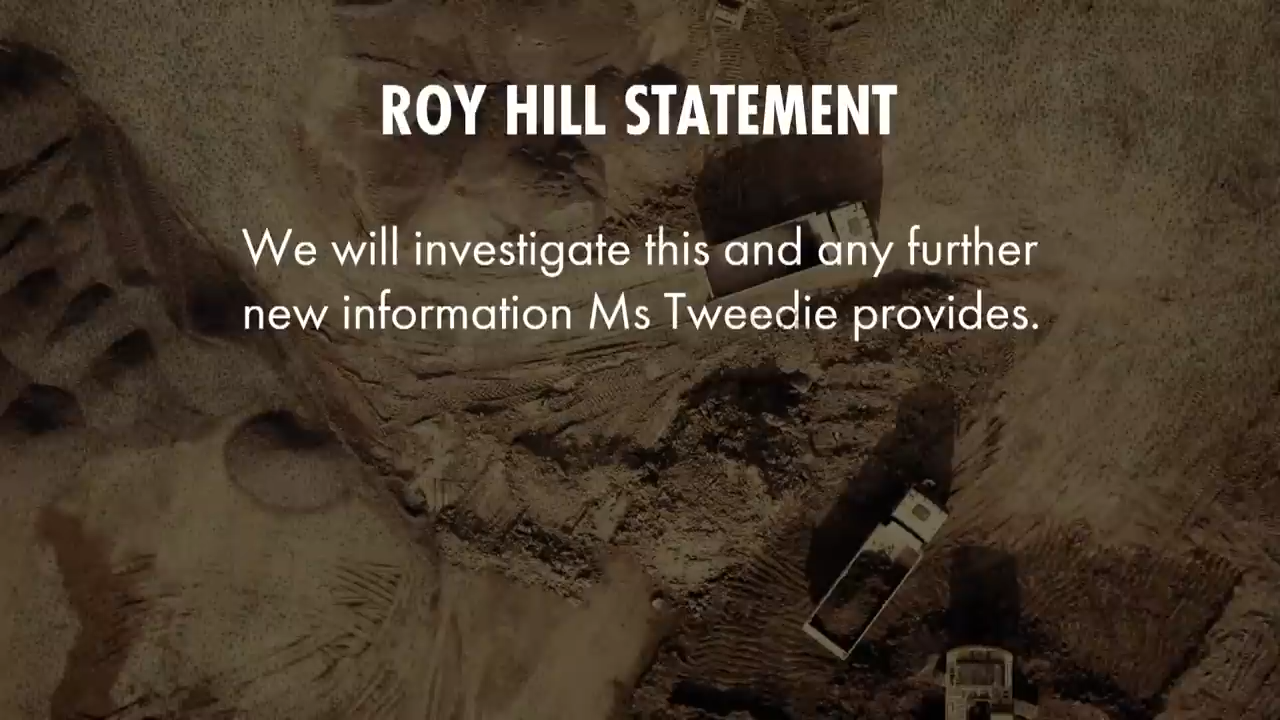 ROY HILL STATEMENT
We will investigate this and any further
new information Ms Tweedie provides.